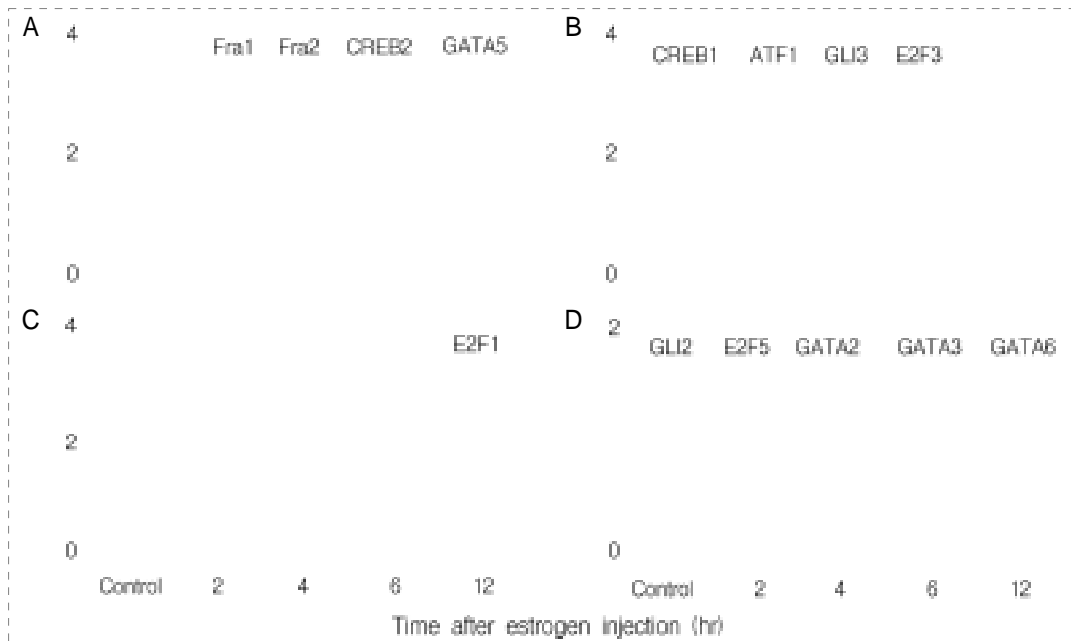 A
4
Fra1 Fra2 CREB2 GATA5
2
0
B
4
CREB1 ATF1 GLI3 E2F3
2
0
C
4
E2F1
2
0
Control 2 4 6 12
D
2
GLI2 E2F5 GATA2 GATA3 GATA6
0
Control 2 4 6 12
Time after estrogen injection (hr)